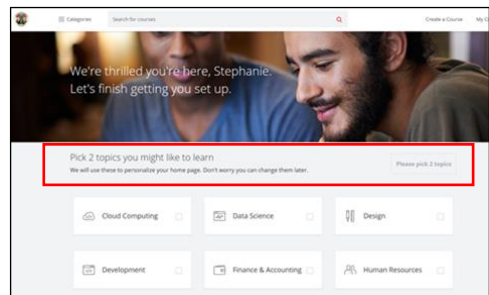 Categories
Search for courses
Create a Course
My C
We're thrilled you're here, Stephanie.
Let's finish getting you set up.
Pick 2 topics you might like to learn
We will use these to personalize your home page. Don't worry you can change them later.
Please pick 2 topics
Cloud Computing
Data Science
Design
Development
Finance & Accounting
Human Resources